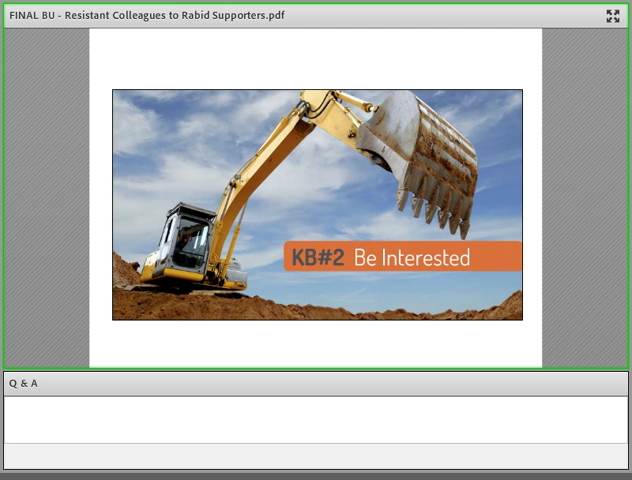 FINAL BU - Resistant Colleagues to Rabid Supporters.pdf
KB#2 Be Interested
Q & A